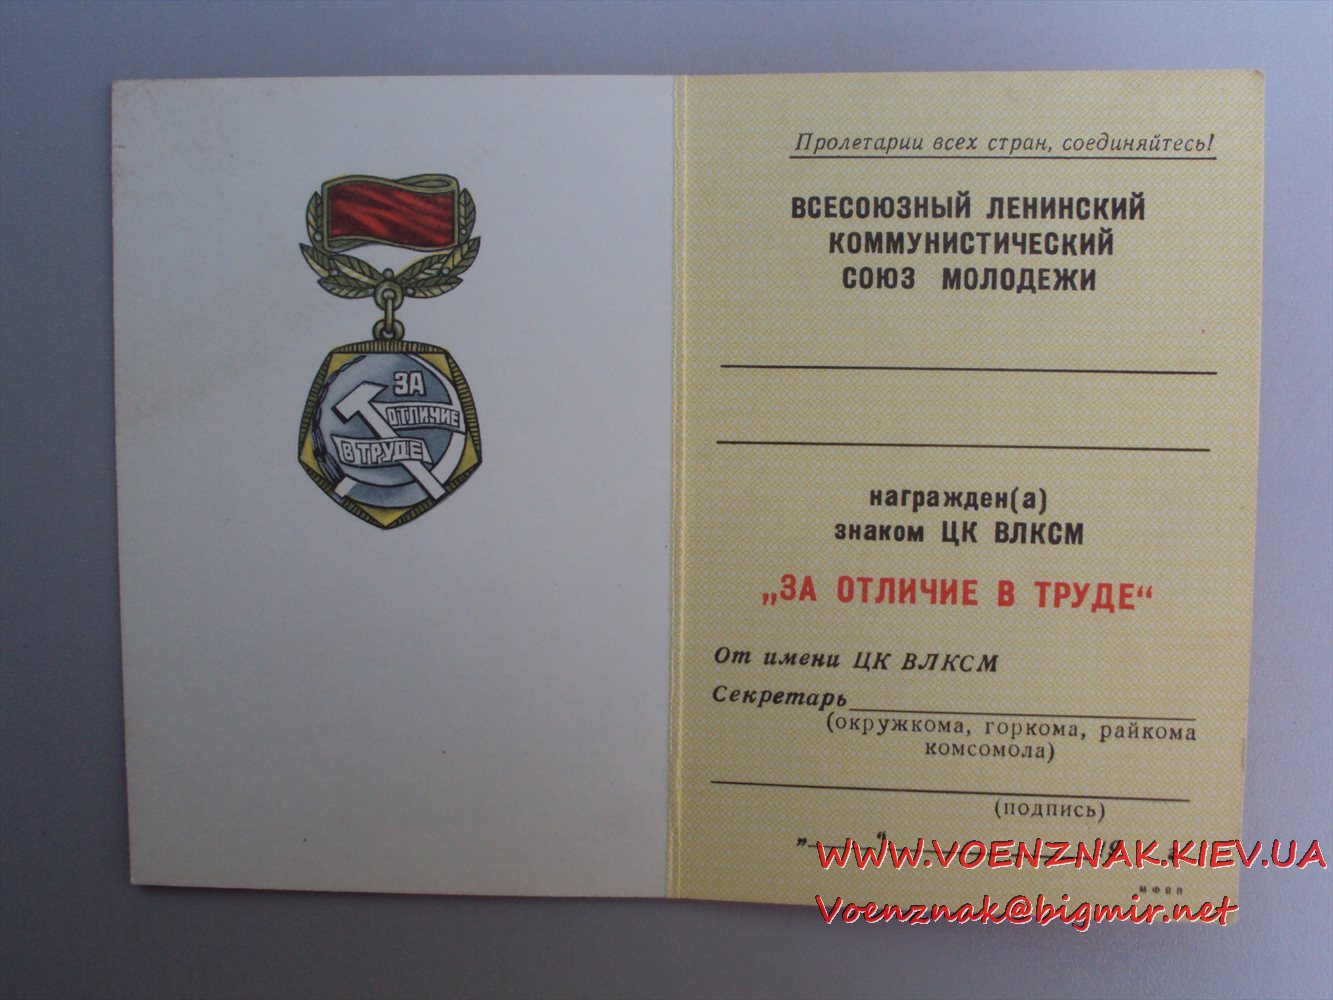 ЗА
ОТЛИЧИЕ
В ТРУДЕ
Пролетарии всех стран, соединяйтесь!
ВСЕСОЮЗНЫЙ ЛЕНИНСКИЙ
КОММУНИСТИЧЕСКИЙ
СОЮЗ МОЛОДЕЖИ
награжден(а)
знаком ЦК ВЛКСМ
„ЗА ОТЛИЧИЕ В ТРУДЕ“
От имени ЦК ВЛКСМ
Секретарь
(окружкома, горкома, райкома
комсомола)
(подпись)
WWW.VOENZNAK.KIEV.UA
Voenznak@bigmir.net